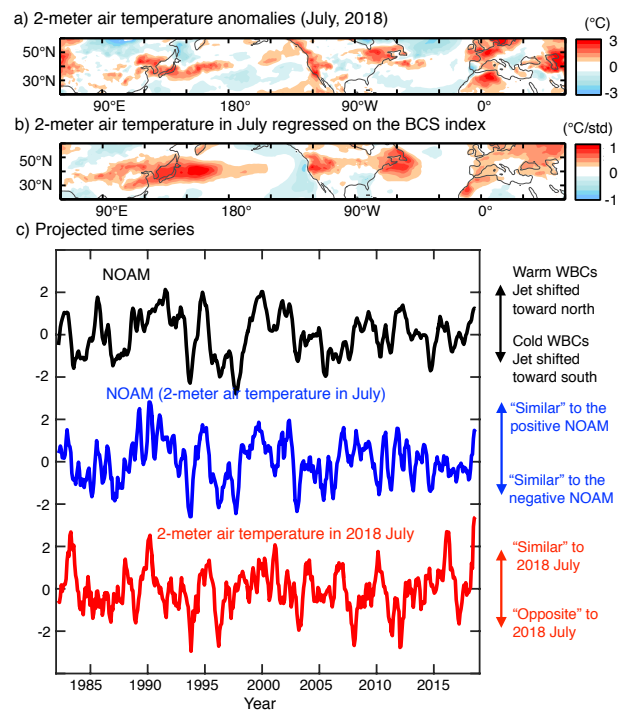 a) 2-meter air temperature anomalies (July, 2018)
(°C)
50°N
30°N
90°E
180°W
90°W
0°
3
0
-3
b) 2-meter air temperature in July regressed on the BCS index
(°C/std)
50°N
30°N
90°E
180°W
90°W
0°
1
0
-1
c) Projected time series
NOAM
2
0
-2
Warm WBCs
Jet shifted
toward north
Cold WBCs
Jet shifted
toward south
NOAM (2-meter air temperature in July)
2
0
-2
“Similar” to the
positive NOAM
“Similar” to the
negative NOAM
2-meter air temperature in 2018 July
2
0
-2
“Similar” to
2018 July
“Opposite” to
2018 July
1985
1990
1995
2000
2005
2010
2015
Year